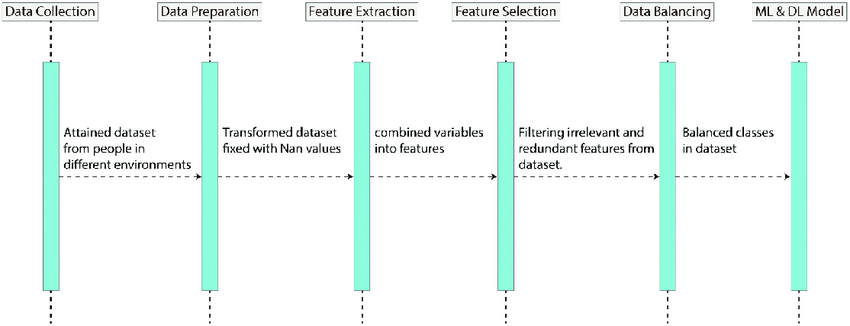 Data Collection
Data Preparation
Feature Extraction
Feature Selection
Data Balancing
ML & DL Model
Attained dataset
from people in
different environments
Transformed dataset
fixed with Nan values
combined variables
into features
Filtering irrelevant and
redundant features from
dataset.
Balanced classes
in dataset